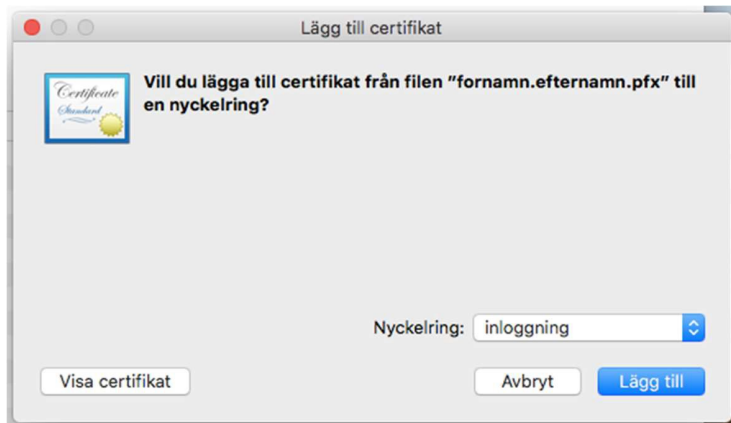 Lägg till certifikat
Certificate
Standard
Vill du lägga till certifikat från filen ”fornamn.efternamn.pfx” till
en nyckelring?
Nyckelring: inloggning
Visa certifikat
Avbryt
Lägg till